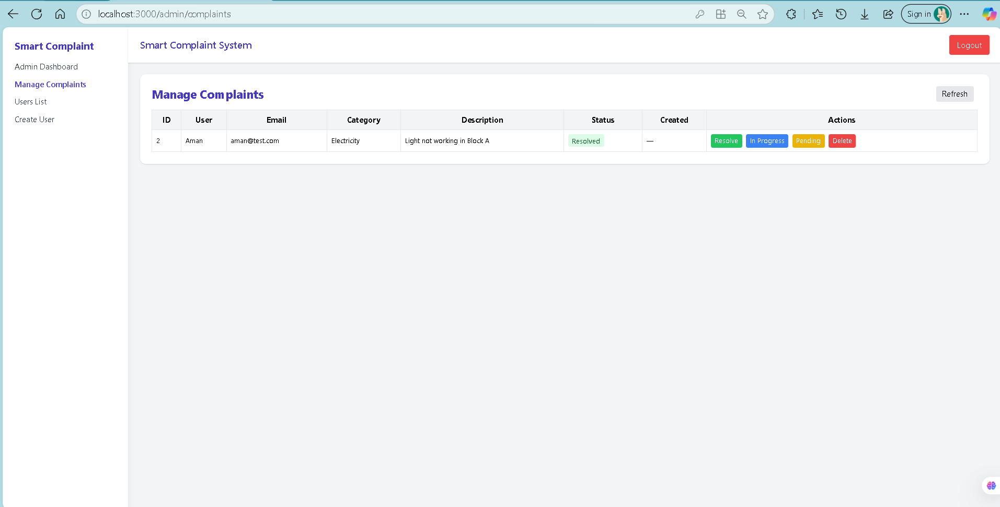 localhost:3000/admin/complaints
Sign in
Smart Complaint
Admin Dashboard
Manage Complaints
Users List
Create User
Smart Complaint System
Logout
Manage Complaints
Refresh
ID User Email Category Description Status Created Actions
2 Aman aman@test.com Electricity Light not working in Block A Resolved — Resolve In Progress Pending Delete